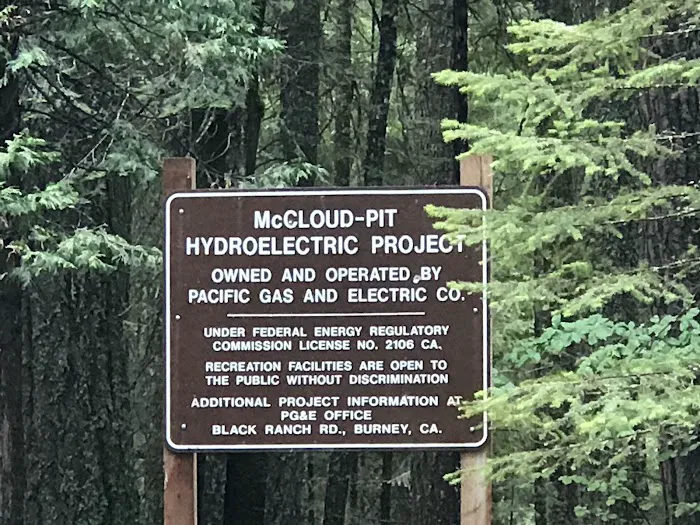 McCLOUD-PIT
HYDROELECTRIC PROJECT
OWNED AND OPERATED BY
PACIFIC GAS AND ELECTRIC CO.
UNDER FEDERAL ENERGY REGULATORY
COMMISSION LICENSE NO. 2106 CA.
RECREATION FACILITIES ARE OPEN TO
THE PUBLIC WITHOUT DISCRIMINATION
ADDITIONAL PROJECT INFORMATION AT
PG&E OFFICE
BLACK RANCH RD., BURNEY, CA.